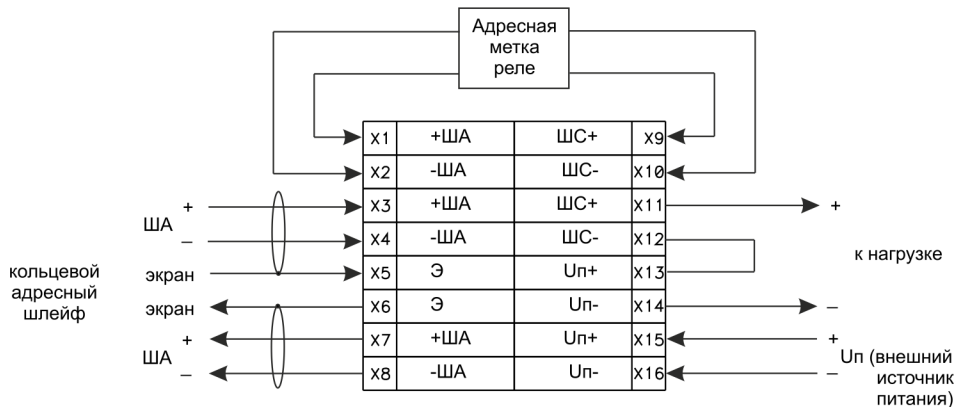 Адресная
метка
реле
X1 +ША ШС+ X9
X2 -ША ШС- X10
+ X3 +ША ШС+ X11 +
ША
– X4 -ША ШС- X12
к нагрузке
кольцевой
адресный
шлейф
экран X5 Э Uп+ X13
экран X6 Э Uп- X14 –
+ X7 +ША Uп+ X15 +
ША
– X8 -ША Uп- X16 –
Uп (внешний
источник
питания)